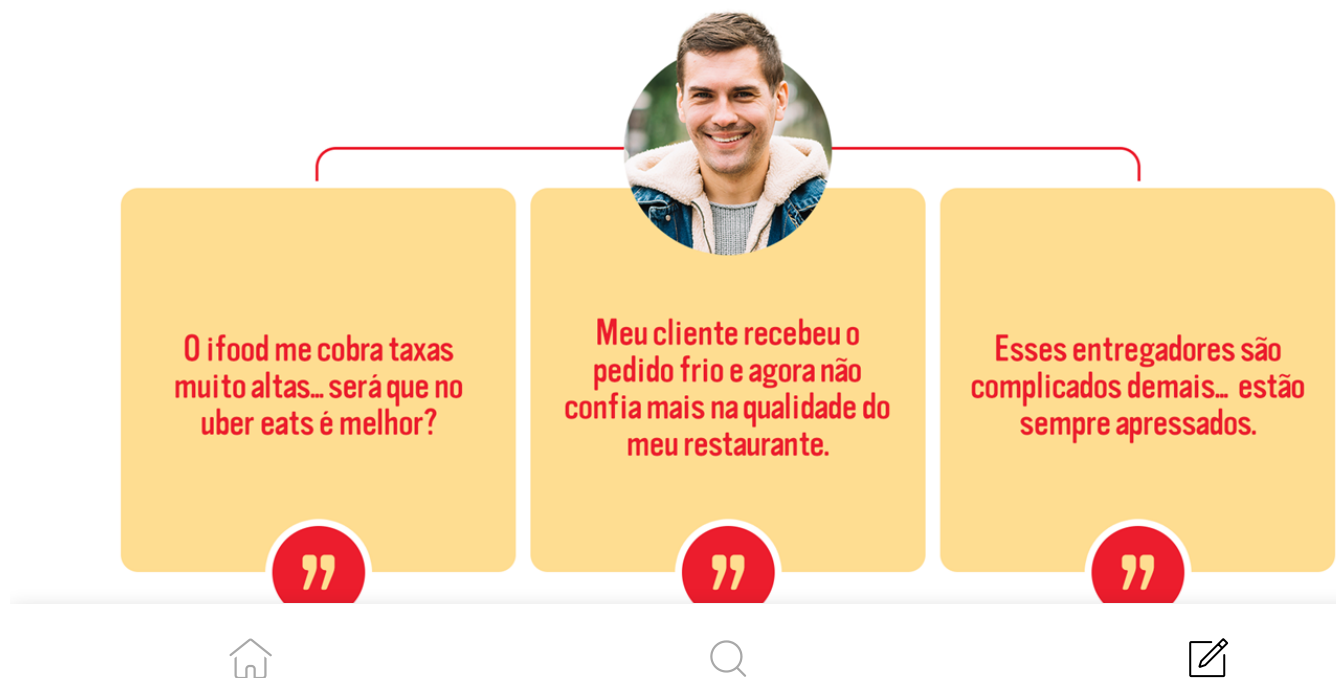 O ifood me cobra taxas
muito altas... será que no
uber eats é melhor?
Meu cliente recebeu o
pedido frio e agora não
confia mais na qualidade do
meu restaurante.
Esses entregadores são
complicados demais... estão
sempre apressados.